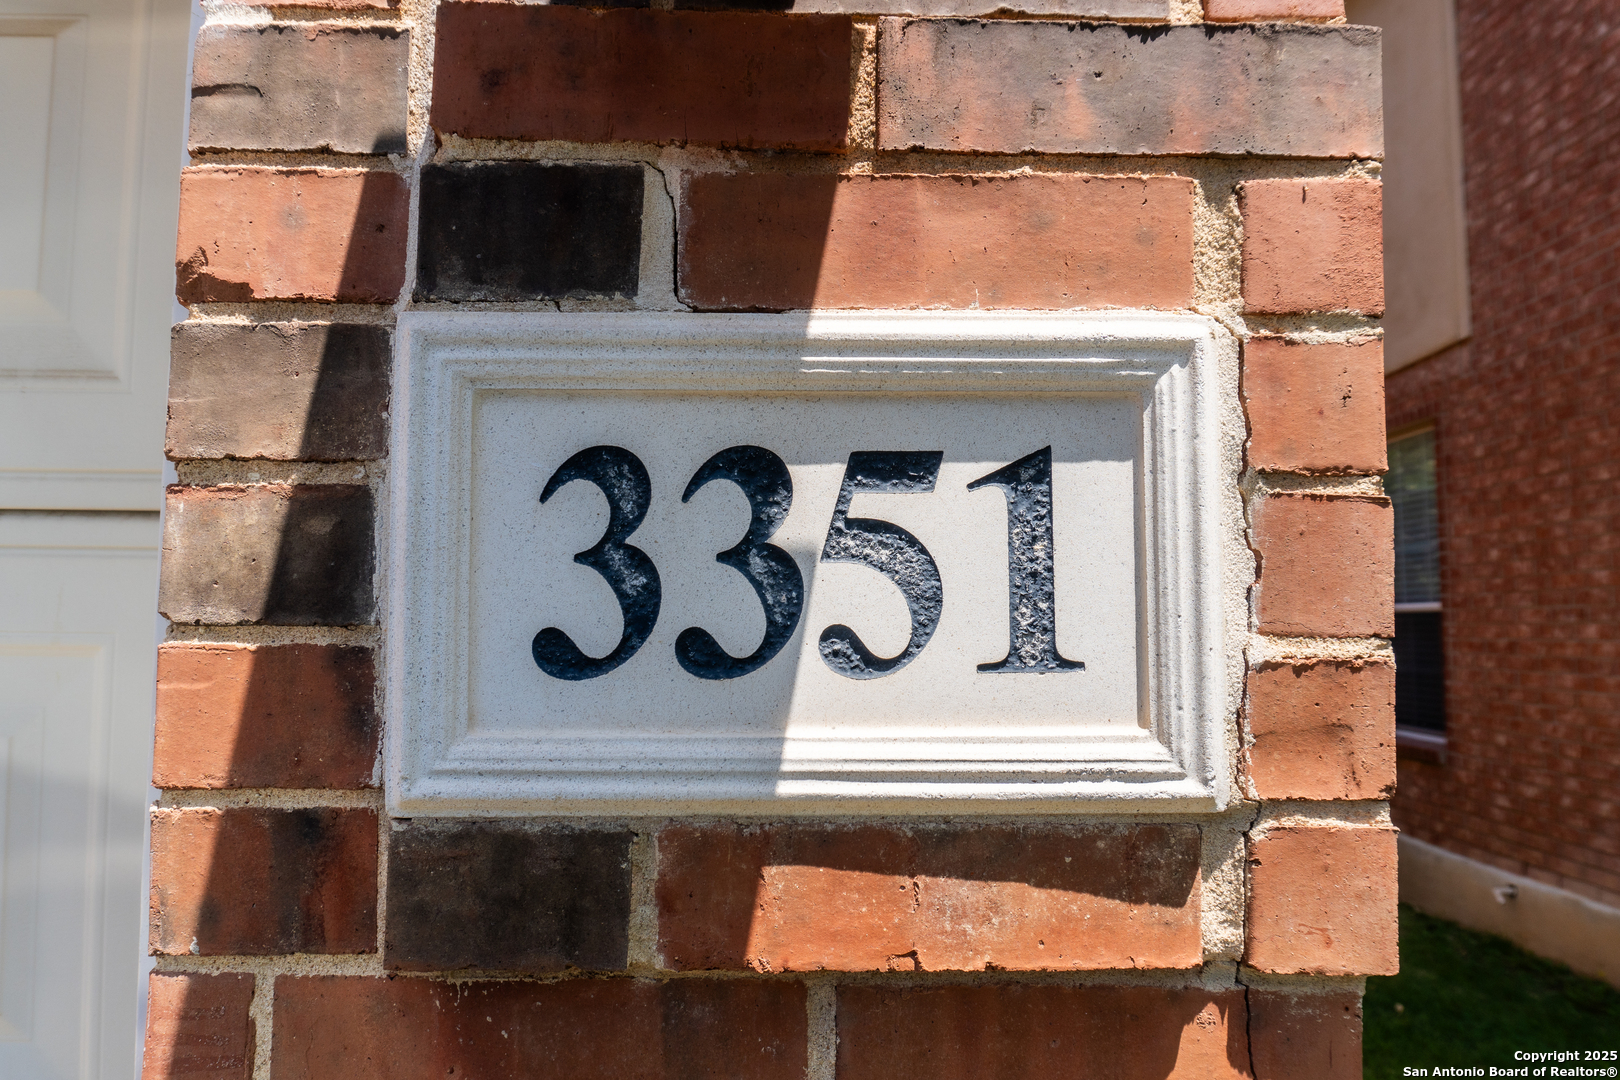 3351
Copyright 2025
San Antonio Board of Realtors®